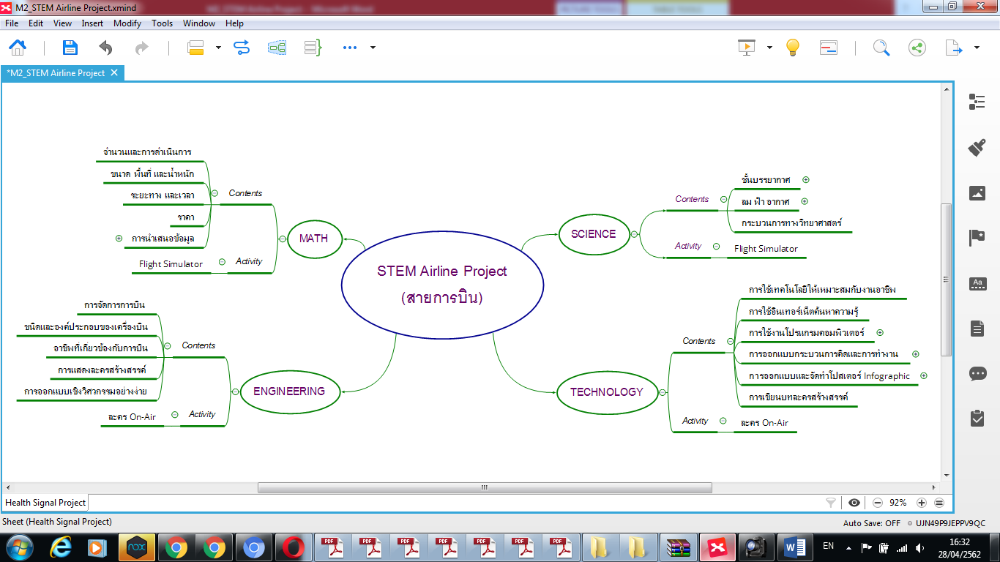 M2_STEM Airline Project.xmind
File Edit View Insert Modify Tools Window Help
*M2_STEM Airline Project
จำนวนและการดำเนินการ
ขนาด พื้นที่ และน้ำหนัก
ระยะทาง และเวลา
ราคา
การนำเสนอข้อมูล
Contents
Flight Simulator
Activity
MATH
STEM Airline Project
(สายการบิน)
SCIENCE
Contents
ชั้นบรรยากาศ
ลม ฟ้า อากาศ
กระบวนการทางวิทยาศาสตร์
Activity
Flight Simulator
การจัดการการบิน
ชนิดและองค์ประกอบของเครื่องบิน
อาชีพที่เกี่ยวข้องกับการบิน
การแสดงละครสร้างสรรค์
การออกแบบเชิงวิศวกรรมอย่างง่าย
Contents
ละคร On-Air
Activity
ENGINEERING
TECHNOLOGY
Contents
การใช้เทคโนโลยีให้เหมาะสมกับงานอาชีพ
การใช้อินเทอร์เน็ตค้นหาความรู้
การใช้งานโปรแกรมคอมพิวเตอร์
การออกแบบกระบวนการคิดและการทำงาน
การออกแบบและจัดทำโปสเตอร์ Infographic
การเขียนบทละครสร้างสรรค์
Activity
ละคร On-Air
Health Signal Project
92%
Sheet (Health Signal Project)
Auto Save: OFF
UJN49P9JEPPV9QC
EN
16:32
28/04/2562